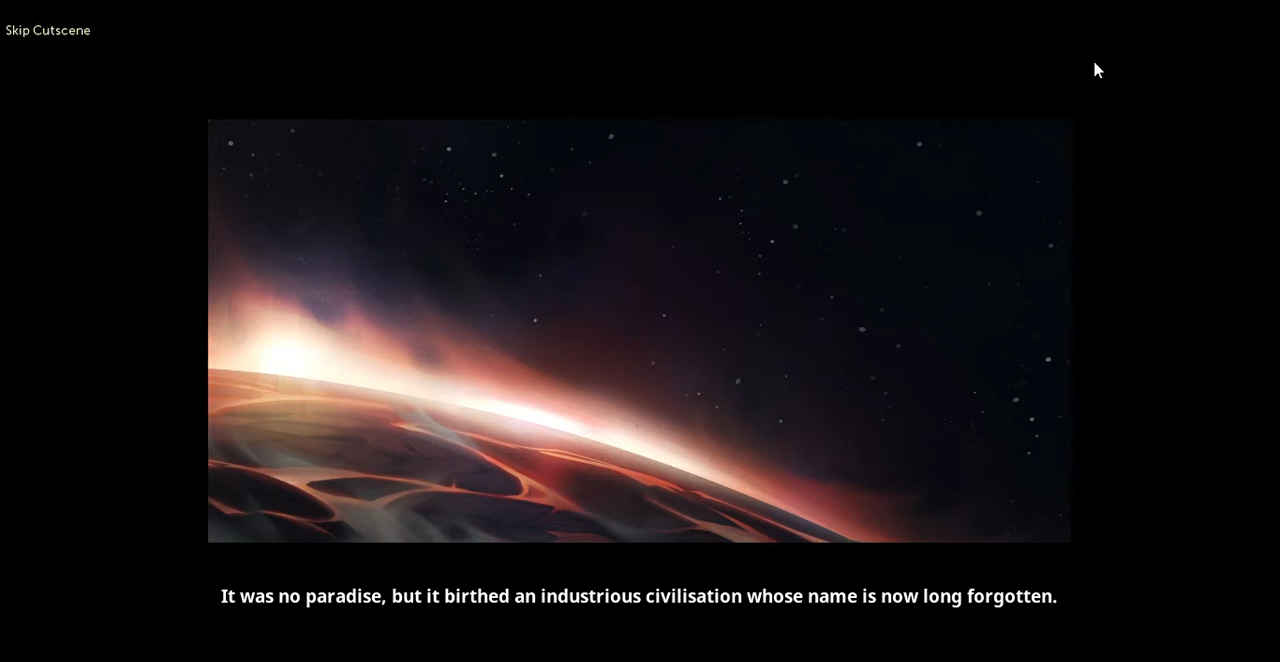 Skip Cutscene
It was no paradise, but it birthed an industrious civilisation whose name is now long forgotten.